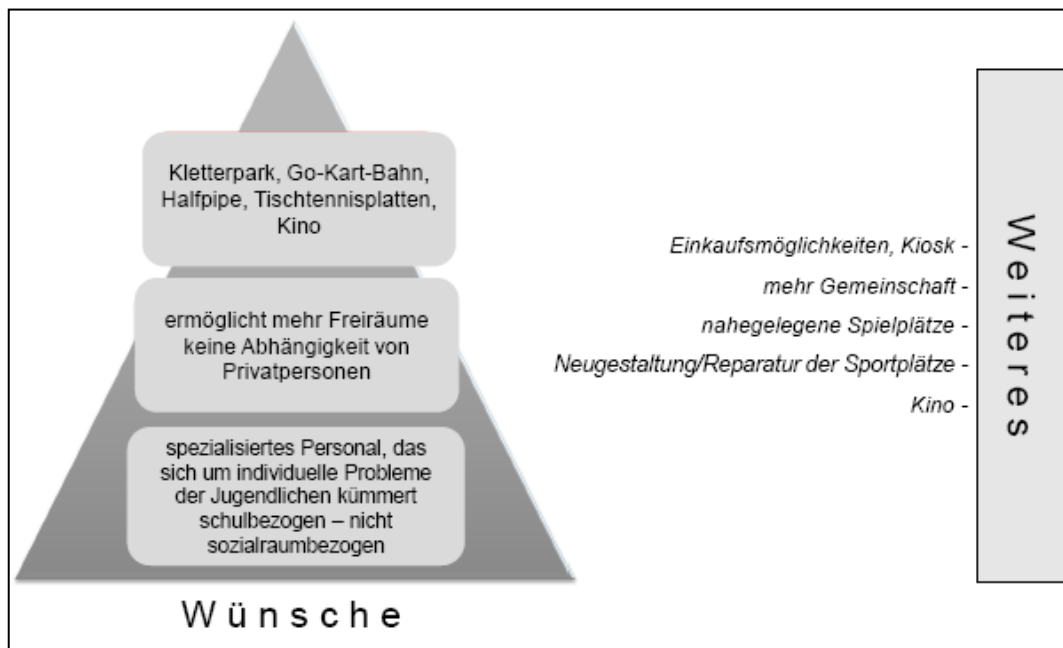 Kletterpark, Go-Kart-Bahn,
Halfpipe, Tischtennisplatten,
Kino
ermöglicht mehr Freiräume
keine Abhängigkeit von
Privatpersonen
spezialisiertes Personal, das
sich um individuelle Probleme
der Jugendlichen kümmert
schulbezogen – nicht
sozialraumbezogen
Wünsche
Einkaufsmöglichkeiten, Kiosk -
mehr Gemeinschaft -
nahegelegene Spielplätze -
Neugestaltung/Reparatur der Sportplätze -
Kino -
Weiteres